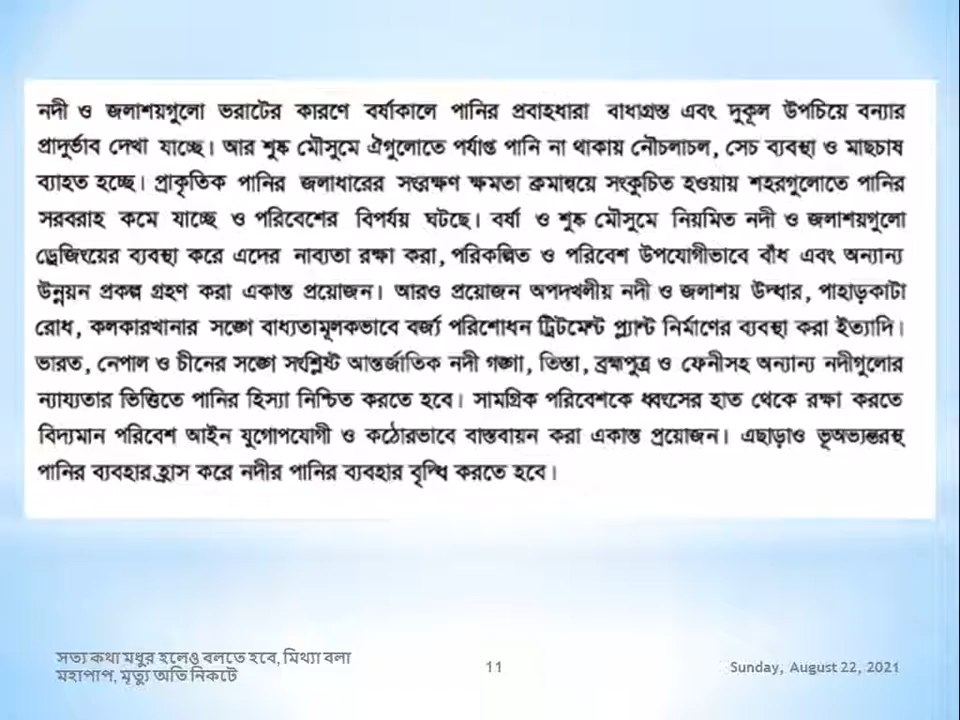 নদী ও জলাশয়গুলো ভরাটের কারণে বর্ষাকালে পানির প্রবাহধারা বাধাগ্রস্ত এবং দুকূল উপচিয়ে বন্যার
প্রাদুর্ভাব দেখা যাচ্ছে। আর শুষ্ক মৌসুমে ঐগুলোতে পর্যাপ্ত পানি না থাকায় নৌচলাচল, সেচ ব্যবস্থা ও মাছচাষ
ব্যাহত হচ্ছে। প্রাকৃতিক পানির জলাধারের সংরক্ষণ ক্ষমতা ক্রমান্বয়ে সংকুচিত হওয়ায় শহরগুলোতে পানির
সরবরাহ কমে যাচ্ছে ও পরিবেশের বিপর্যয় ঘটছে। বর্ষা ও শুষ্ক মৌসুমে নিয়মিত নদী ও জলাশয়গুলো
ড্রেজিংয়ের ব্যবস্থা করে এদের নাব্যতা রক্ষা করা, পরিকল্পিত ও পরিবেশ উপযোগীভাবে বাঁধ এবং অন্যান্য
উন্নয়ন প্রকল্প গ্রহণ করা একান্ত প্রয়োজন। আরও প্রয়োজন অপদখলীয় নদী ও জলাশয় উদ্ধার, পাহাড়কাটা
রোধ, কলকারখানার সঙ্গে বাধ্যতামূলকভাবে বর্জ্য পরিশোধন ট্রিটমেন্ট প্ল্যান্ট নির্মাণের ব্যবস্থা করা ইত্যাদি।
ভারত, নেপাল ও চীনের সঙ্গে সংশ্লিষ্ট আন্তর্জাতিক নদী গঙ্গা, তিস্তা, ব্রহ্মপুত্র ও ফেনীসহ অন্যান্য নদীগুলোর
ন্যায্যতার ভিত্তিতে পানির হিস্যা নিশ্চিত করতে হবে। সামগ্রিক পরিবেশকে ধ্বংসের হাত থেকে রক্ষা করতে
বিদ্যমান পরিবেশ আইন যুগোপযোগী ও কঠোরভাবে বাস্তবায়ন করা একান্ত প্রয়োজন। এছাড়াও ভূঅভ্যন্তরস্থ
পানির ব্যবহার হ্রাস করে নদীর পানির ব্যবহার বৃদ্ধি করতে হবে।
সত্য কথা মধুর হলেও বলতে হবে, মিথ্যা বলা
মহাপাপ, মৃত্যু অতি নিকটে
11
Sunday, August 22, 2021